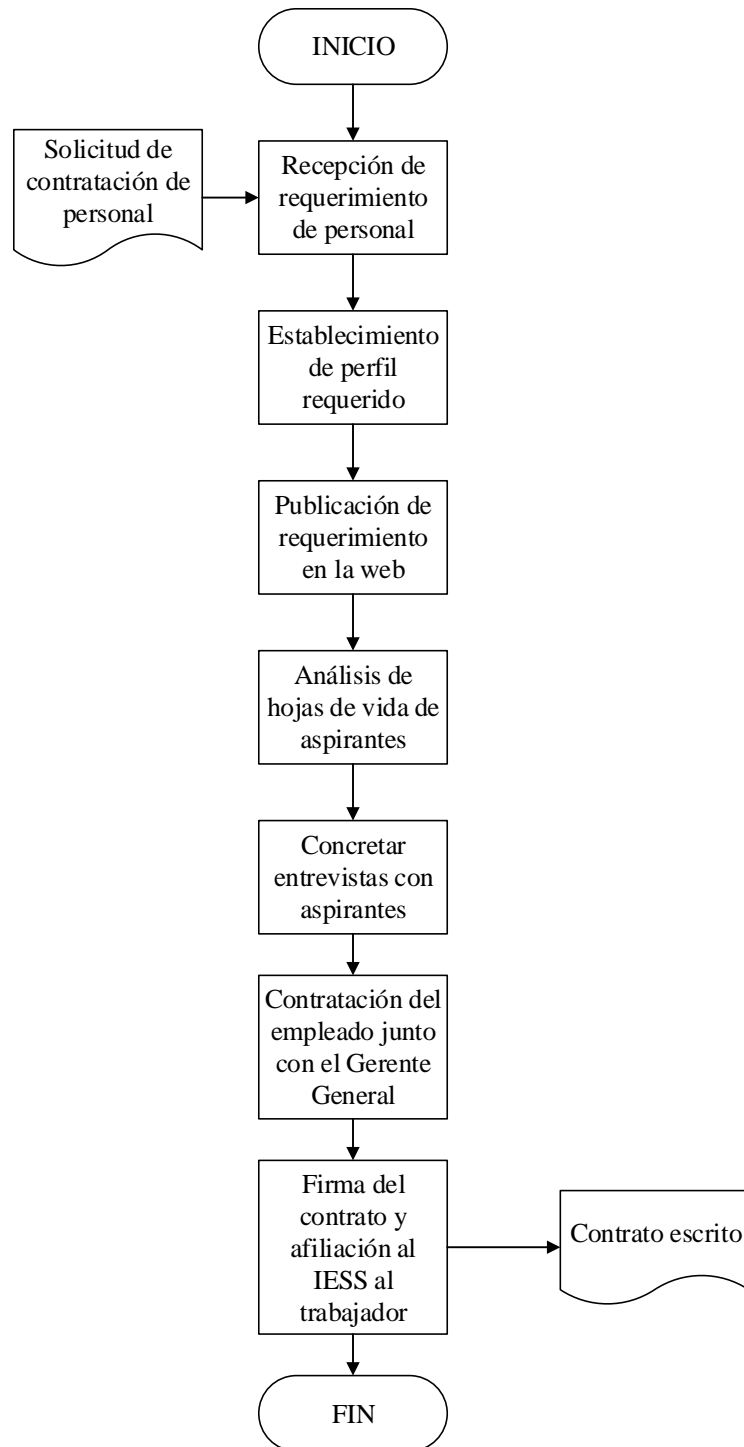 INICIO
Solicitud de
contratación de
personal
Recepción de
requerimiento
de personal
Establecimiento
de perfil
requerido
Publicación de
requerimiento
en la web
Análisis de
hojas de vida de
aspirantes
Concretar
entrevistas con
aspirantes
Contratación del
empleado junto
con el Gerente
General
Firma del
contrato y
afiliación al
IESS al
trabajador
Contrato escrito
FIN